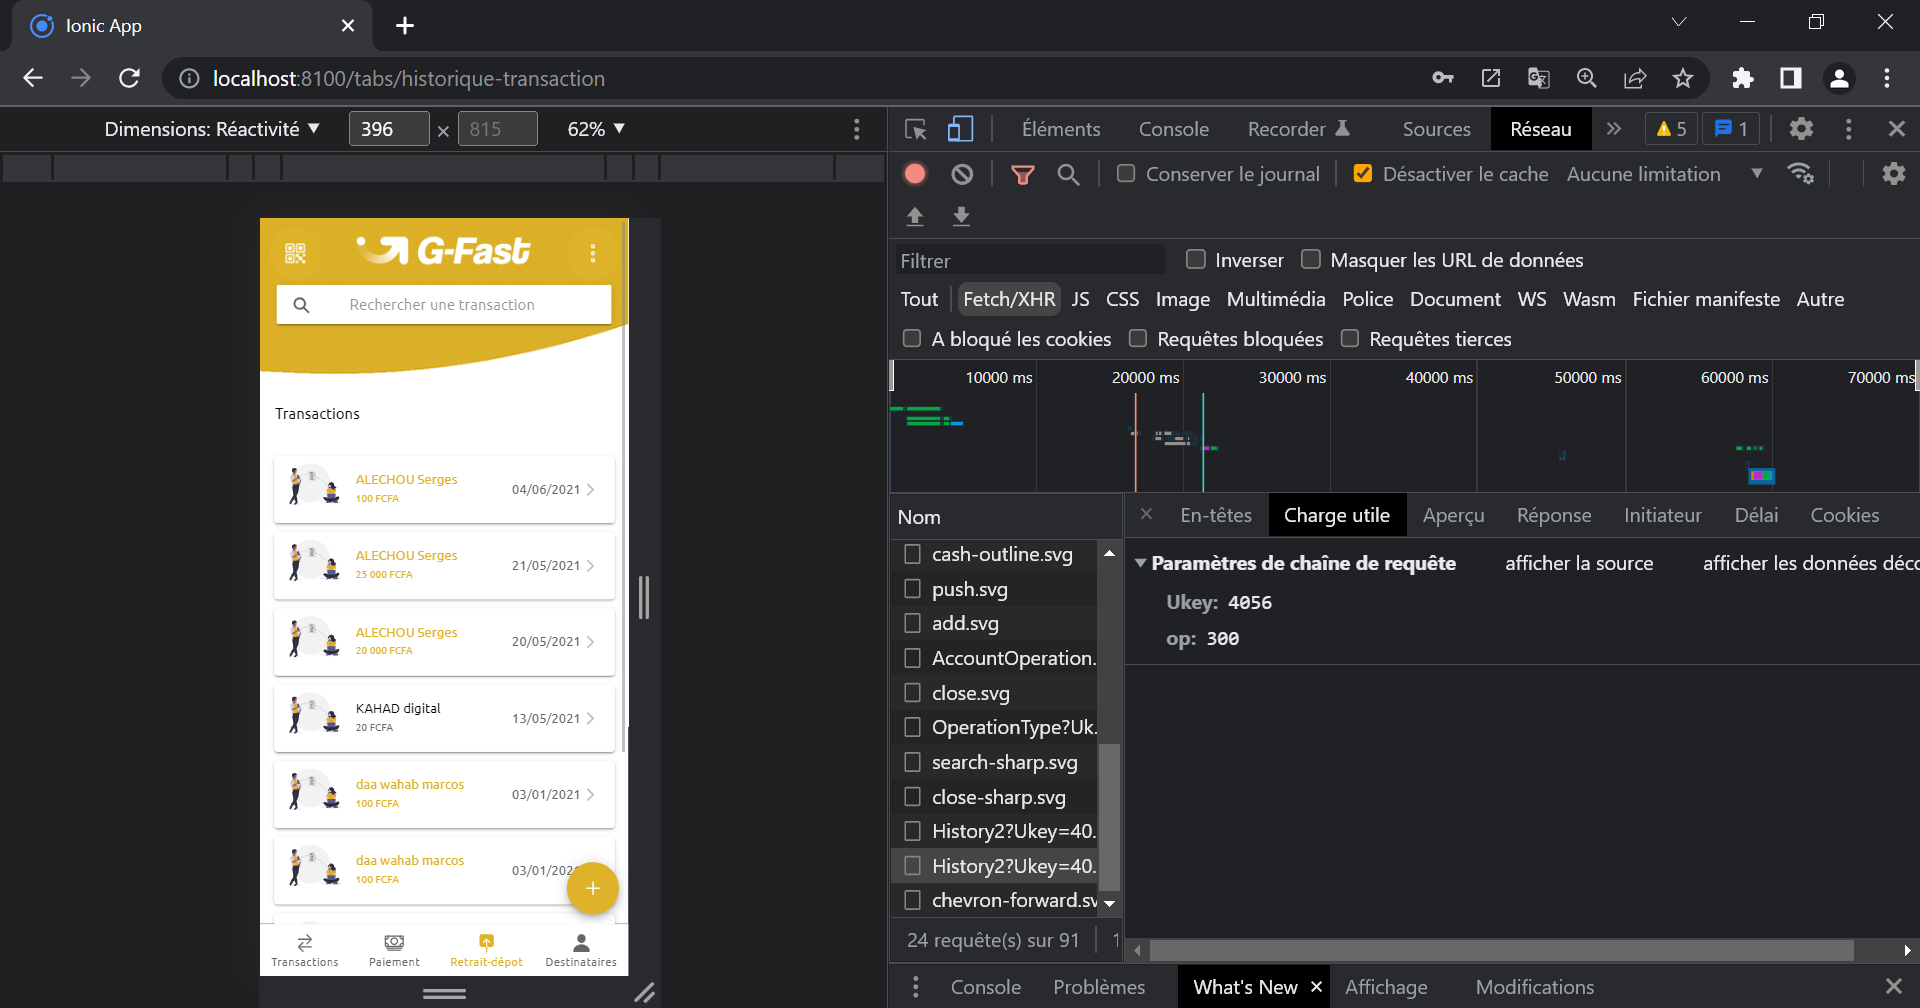 Ionic App
localhost:8100/tabs/historique-transaction
Dimensions: Réactivité ▼ 396 × 815 62% ▼
Éléments Console Recorder Sources Réseau 5 1
Conserver le journal Désactiver le cache Aucune limitation
Filtrer Inverser Masquer les URL de données
Tout Fetch/XHR JS CSS Image Multimédia Police Document WS Wasm Fichier manifeste Autre
A bloqué les cookies Requêtes bloquées Requêtes tierces
10000 ms 20000 ms 30000 ms 40000 ms 50000 ms 60000 ms 70000 ms
G-Fast
Rechercher une transaction
Transactions
ALECHOU Serges
100 FCFA
04/06/2021
ALECHOU Serges
25 000 FCFA
21/05/2021
ALECHOU Serges
20 000 FCFA
20/05/2021
KAHAD digital
20 FCFA
13/05/2021
daa wahab marcos
100 FCFA
03/01/2021
daa wahab marcos
100 FCFA
03/01/202
Transactions Paiement Retrait-dépot Destinataires
Nom
cash-outline.svg
push.svg
add.svg
AccountOperation.
close.svg
OperationType?Uk.
search-sharp.svg
close-sharp.svg
History2?Ukey=40.
History2?Ukey=40.
chevron-forward.sv
24 requête(s) sur 91 1
En-têtes Charge utile Aperçu Réponse Initiateur Délai Cookies
Paramètres de chaîne de requête afficher la source afficher les données déco
Ukey: 4056
op: 300
Console Problèmes What's New × Affichage Modifications